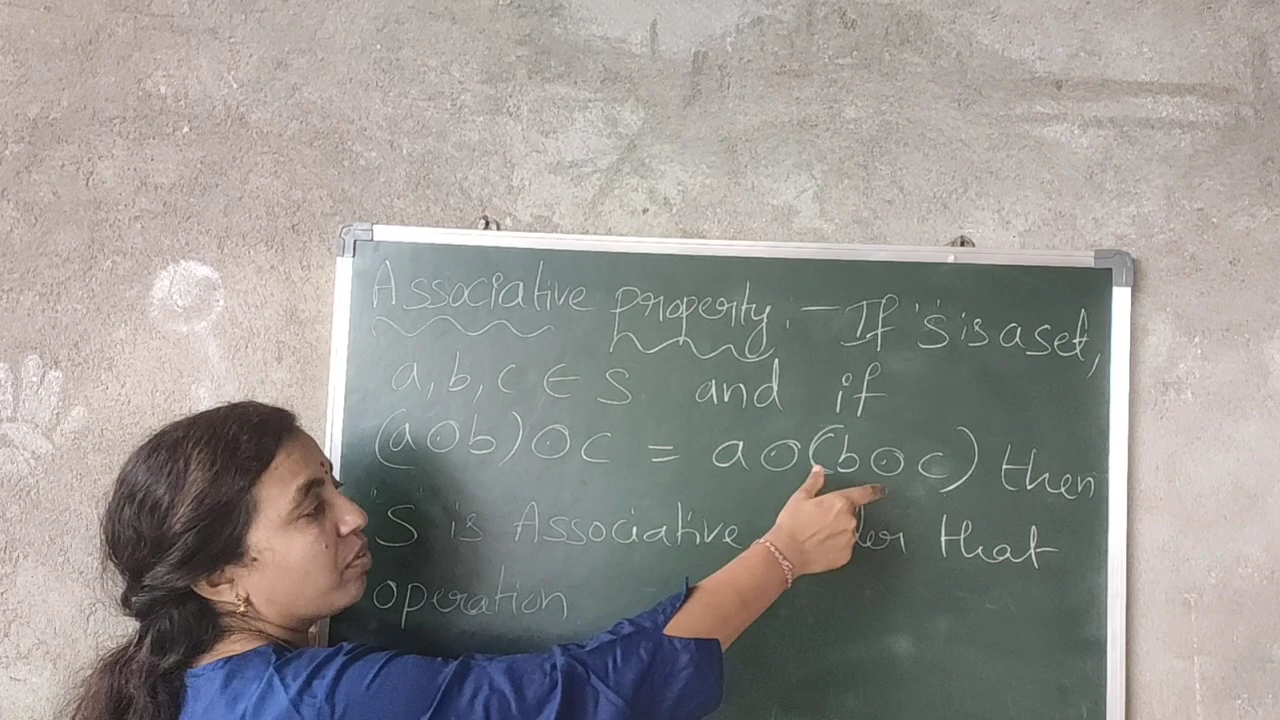 Associative property. - If 's' is a set,
a, b, c ∈ S and if
(a⊙b)⊙c = a⊙(b⊙c) then
'S' is Associative that
operation